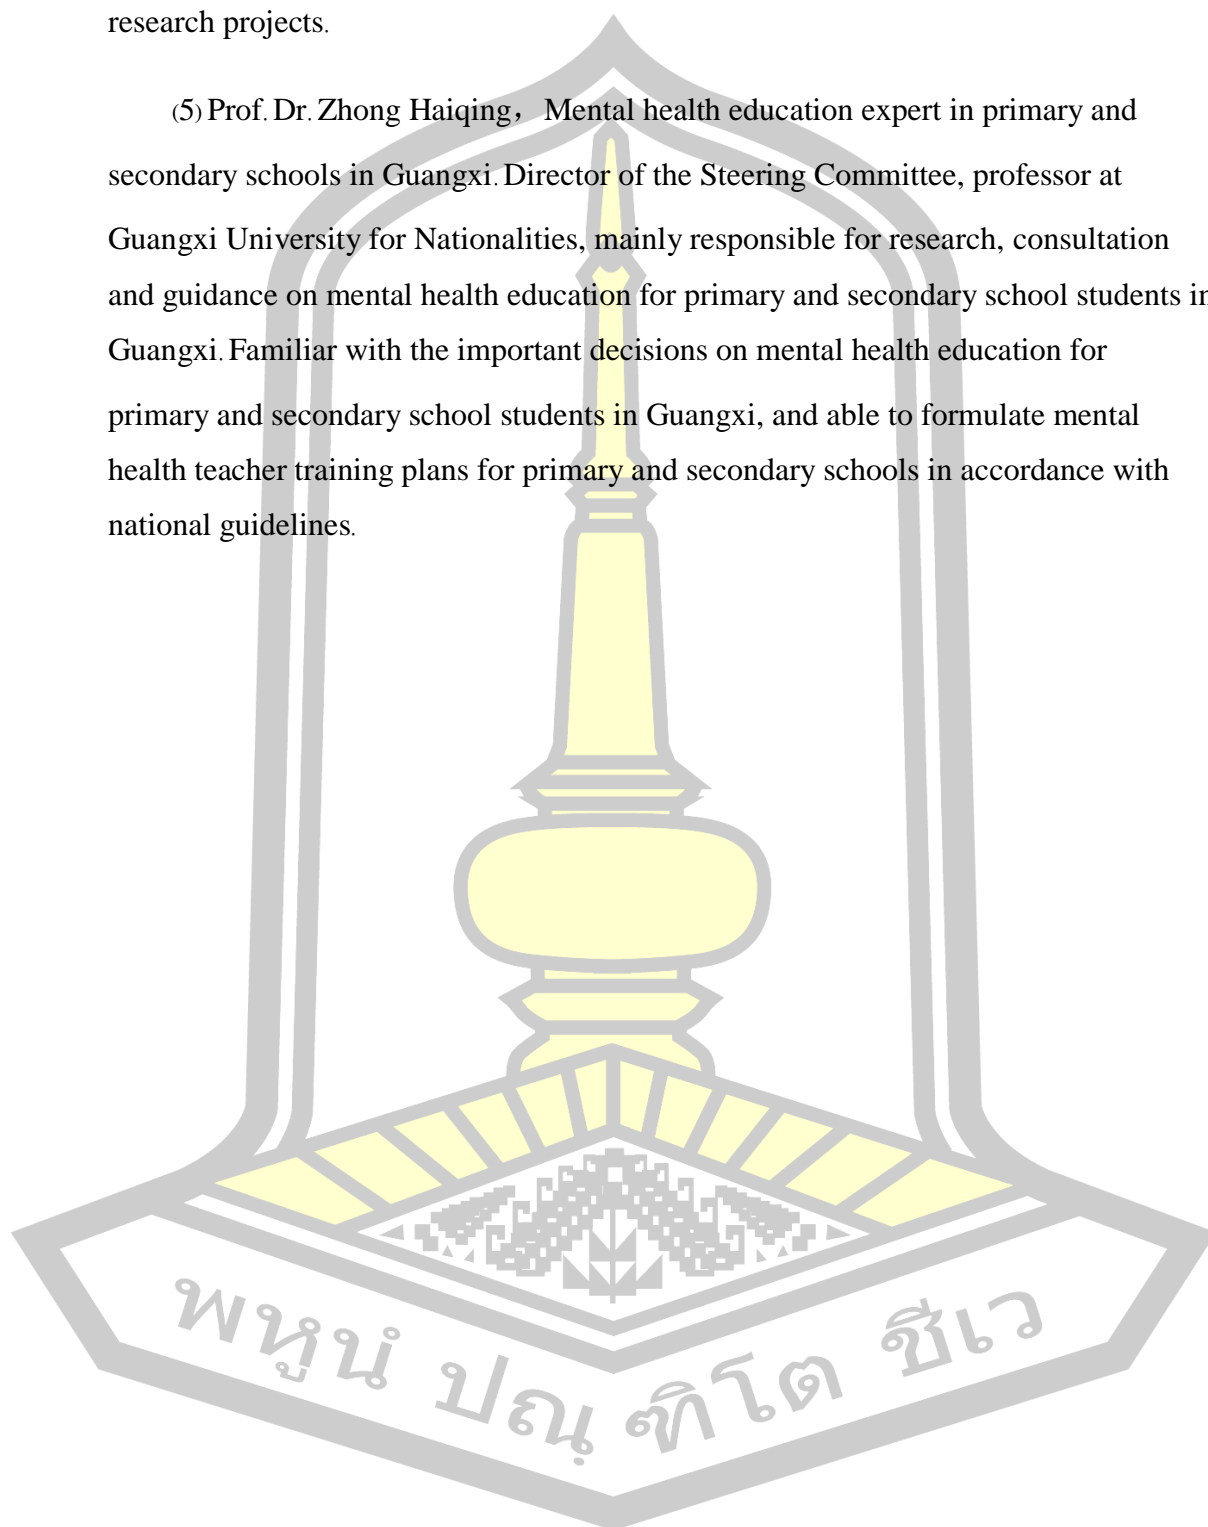 research projects.
(5) Prof. Dr. Zhong Haiqing， Mental health education expert in primary and
secondary schools in Guangxi. Director of the Steering Committee, professor at
Guangxi University for Nationalities, mainly responsible for research, consultation
and guidance on mental health education for primary and secondary school students in
Guangxi. Familiar with the important decisions on mental health education for
primary and secondary school students in Guangxi, and able to formulate mental
health teacher training plans for primary and secondary schools in accordance with
national guidelines.
พหูนํ ปณฺฑิโต ชีเว